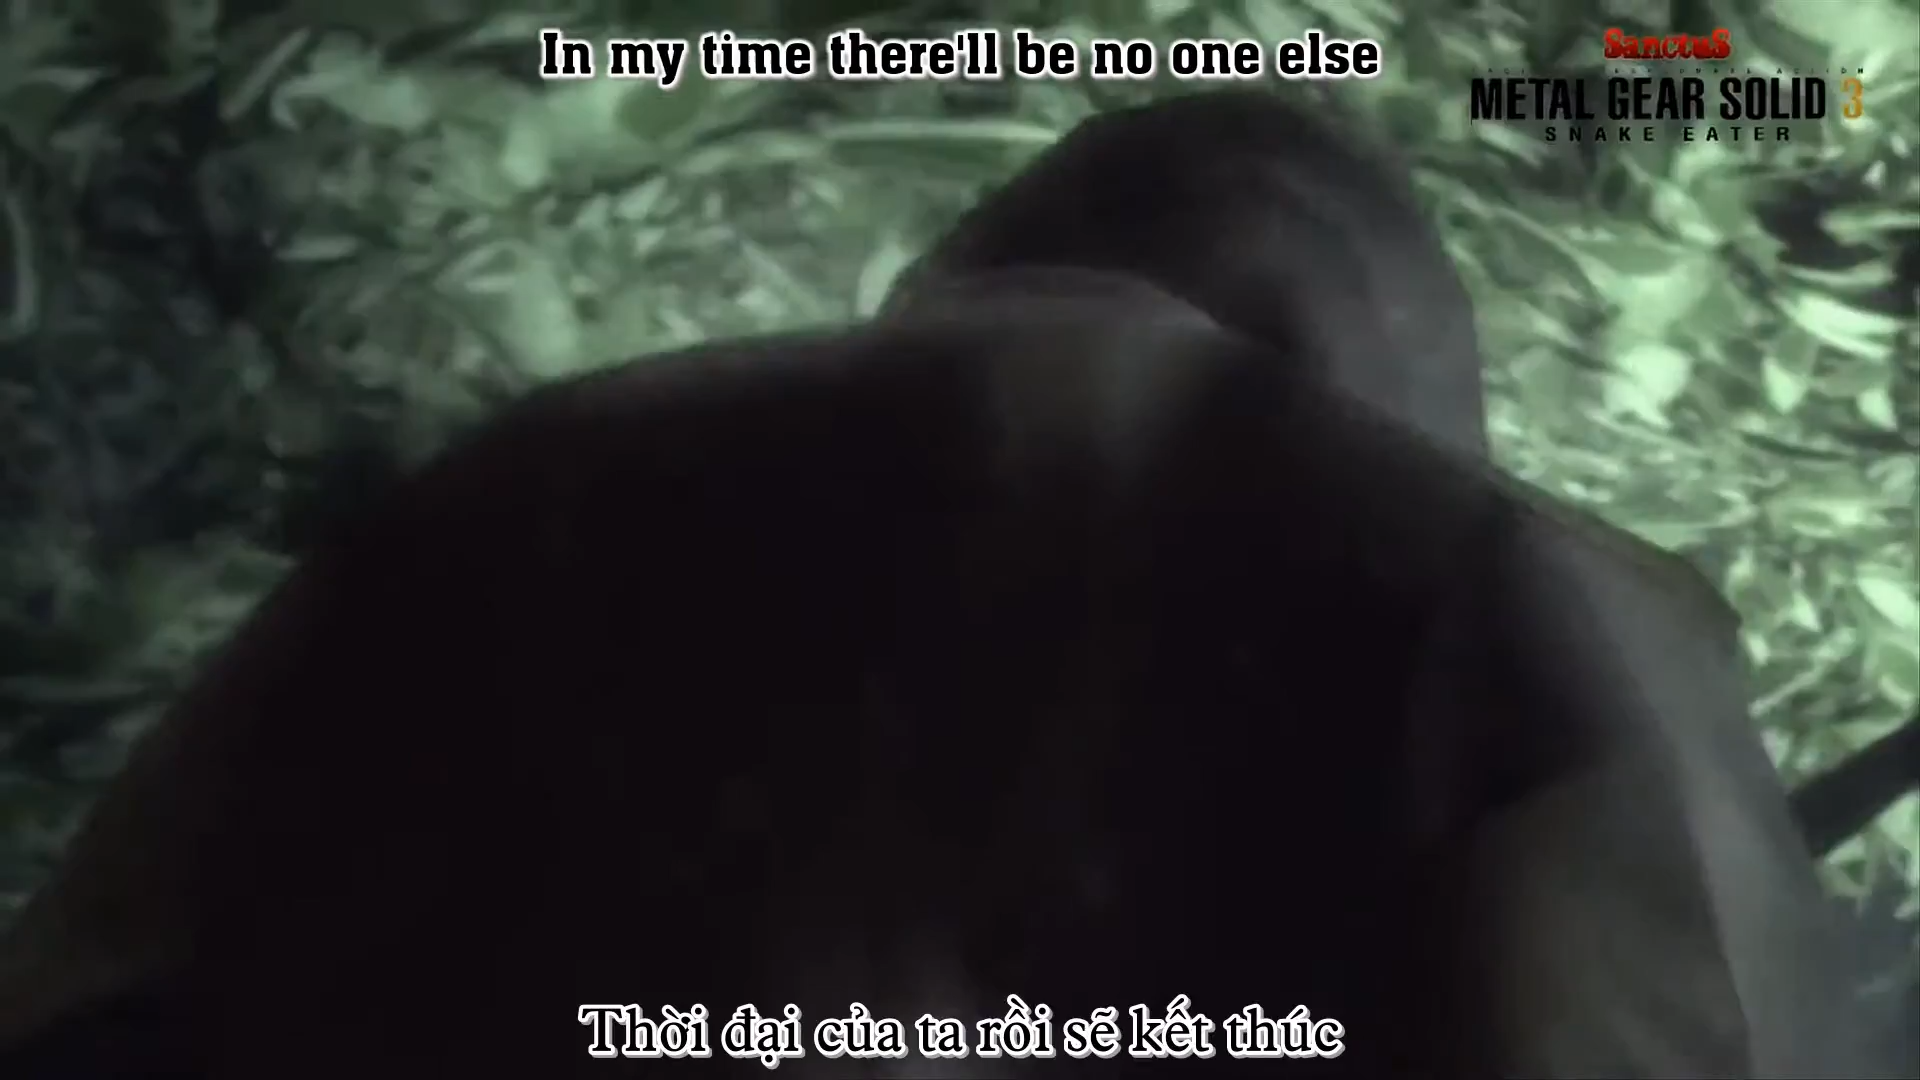 In my time there'll be no one else
SanctuS
METAL GEAR SOLID 3
SNAKE EATER
Thời đại của ta rồi sẽ kết thúc